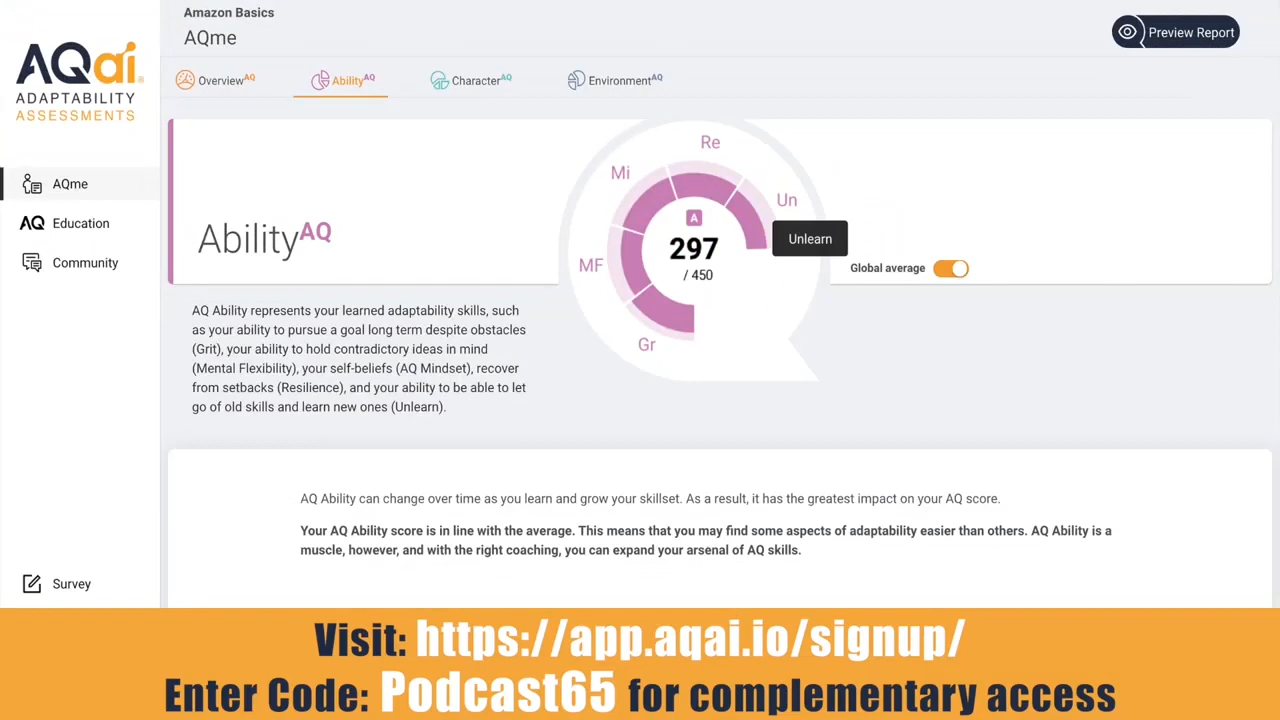 AQai
ADAPTABILITY
ASSESSMENTS
AQme
AQ Education
Community
Survey
Amazon Basics
AQme
Preview Report
OverviewAQ
AbilityAQ
CharacterAQ
EnvironmentAQ
AbilityAQ
Re
Mi
Un
MF
Gr
A
297
/ 450
Unlearn
Global average
AQ Ability represents your learned adaptability skills, such
as your ability to pursue a goal long term despite obstacles
(Grit), your ability to hold contradictory ideas in mind
(Mental Flexibility), your self-beliefs (AQ Mindset), recover
from setbacks (Resilience), and your ability to be able to let
go of old skills and learn new ones (Unlearn).
AQ Ability can change over time as you learn and grow your skillset. As a result, it has the greatest impact on your AQ score.
Your AQ Ability score is in line with the average. This means that you may find some aspects of adaptability easier than others. AQ Ability is a
muscle, however, and with the right coaching, you can expand your arsenal of AQ skills.
Visit: https://app.aqai.io/signup/
Enter Code: Podcast65 for complementary access